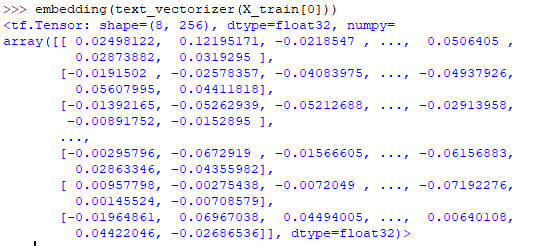 >>> embedding(text_vectorizer(X_train[0]))
<tf.Tensor: shape=(8, 256), dtype=float32, numpy=
array([[ 0.02498122,  0.12195171, -0.0218547 , ...,  0.0506405 ,
         0.02873882,  0.0319295 ],
       [-0.0191502 , -0.02578357, -0.04083975, ..., -0.04937926,
         0.05607995,  0.04411818],
       [-0.01392165, -0.05262939, -0.05212688, ..., -0.02913958,
        -0.00891752, -0.0152895 ],
       ...,
       [-0.00295796, -0.0672919 , -0.01566605, ..., -0.06156883,
         0.02863346, -0.04355982],
       [ 0.00957798, -0.00275438, -0.0072049 , ..., -0.07192276,
         0.00145524, -0.00708579],
       [-0.01964861,  0.06967038,  0.04494005, ...,  0.00640108,
         0.04422046, -0.02686536]], dtype=float32)>